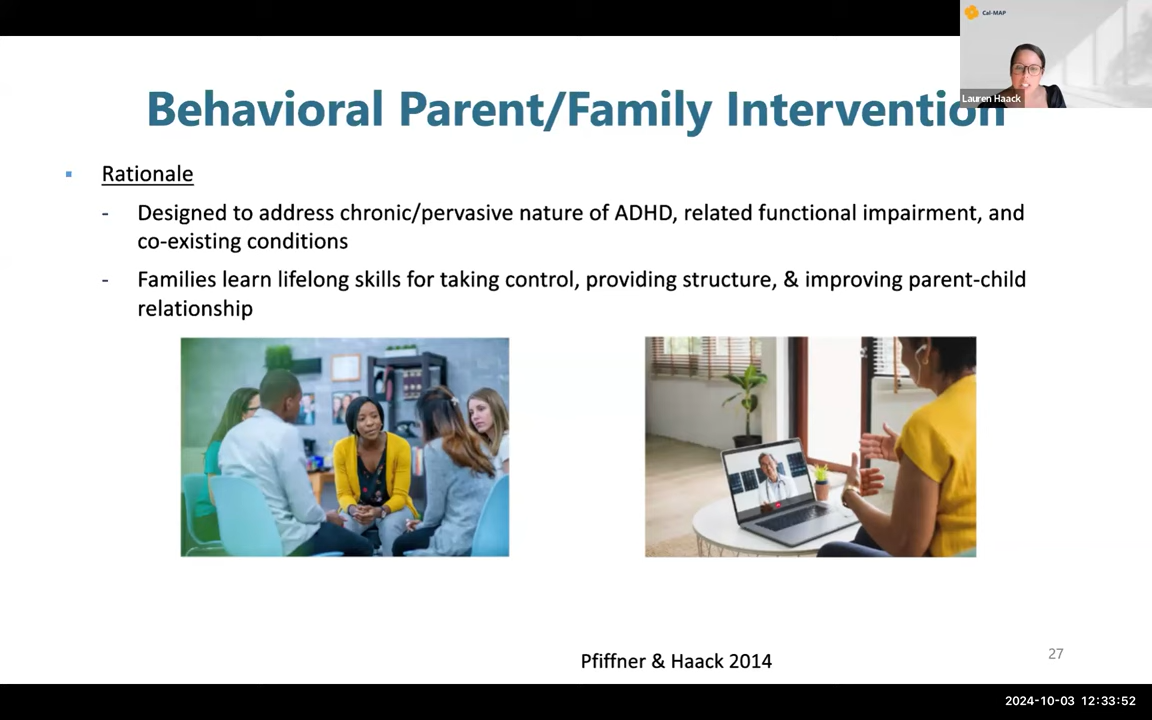 Cal-MAP
Lauren Haack
Behavioral Parent/Family Intervention
▪ Rationale
- Designed to address chronic/pervasive nature of ADHD, related functional impairment, and
co-existing conditions
- Families learn lifelong skills for taking control, providing structure, & improving parent-child
relationship
Pfiffner & Haack 2014
27
2024-10-03 12:33:52